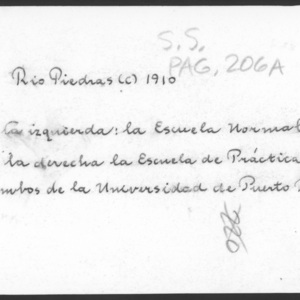 S.S.
PAG. 206A
Rio Piedras (c) 1910
la izquierda: la Escuela Normal
la derecha la Escuela de Práctica
mbos de la Universidad de Puerto